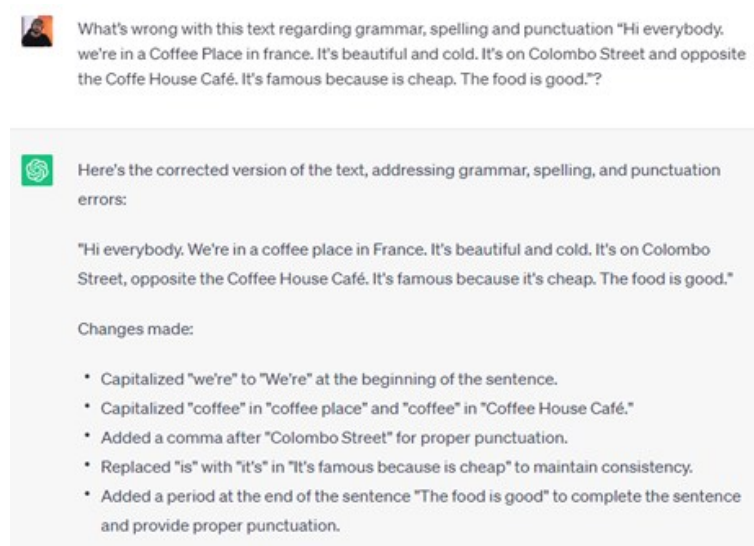 What's wrong with this text regarding grammar, spelling and punctuation “Hi everybody.
we're in a Coffee Place in france. It's beautiful and cold. It's on Colombo Street and opposite
the Coffe House Café. It's famous because is cheap. The food is good."?
Here's the corrected version of the text, addressing grammar, spelling, and punctuation
errors:
"Hi everybody. We're in a coffee place in France. It's beautiful and cold. It's on Colombo
Street, opposite the Coffee House Café. It's famous because it's cheap. The food is good."
Changes made:
• Capitalized "we're" to "We're" at the beginning of the sentence.
• Capitalized "coffee" in "coffee place" and "coffee" in "Coffee House Café."
• Added a comma after "Colombo Street" for proper punctuation.
• Replaced "is" with "it's" in "It's famous because is cheap" to maintain consistency.
• Added a period at the end of the sentence "The food is good" to complete the sentence
and provide proper punctuation.